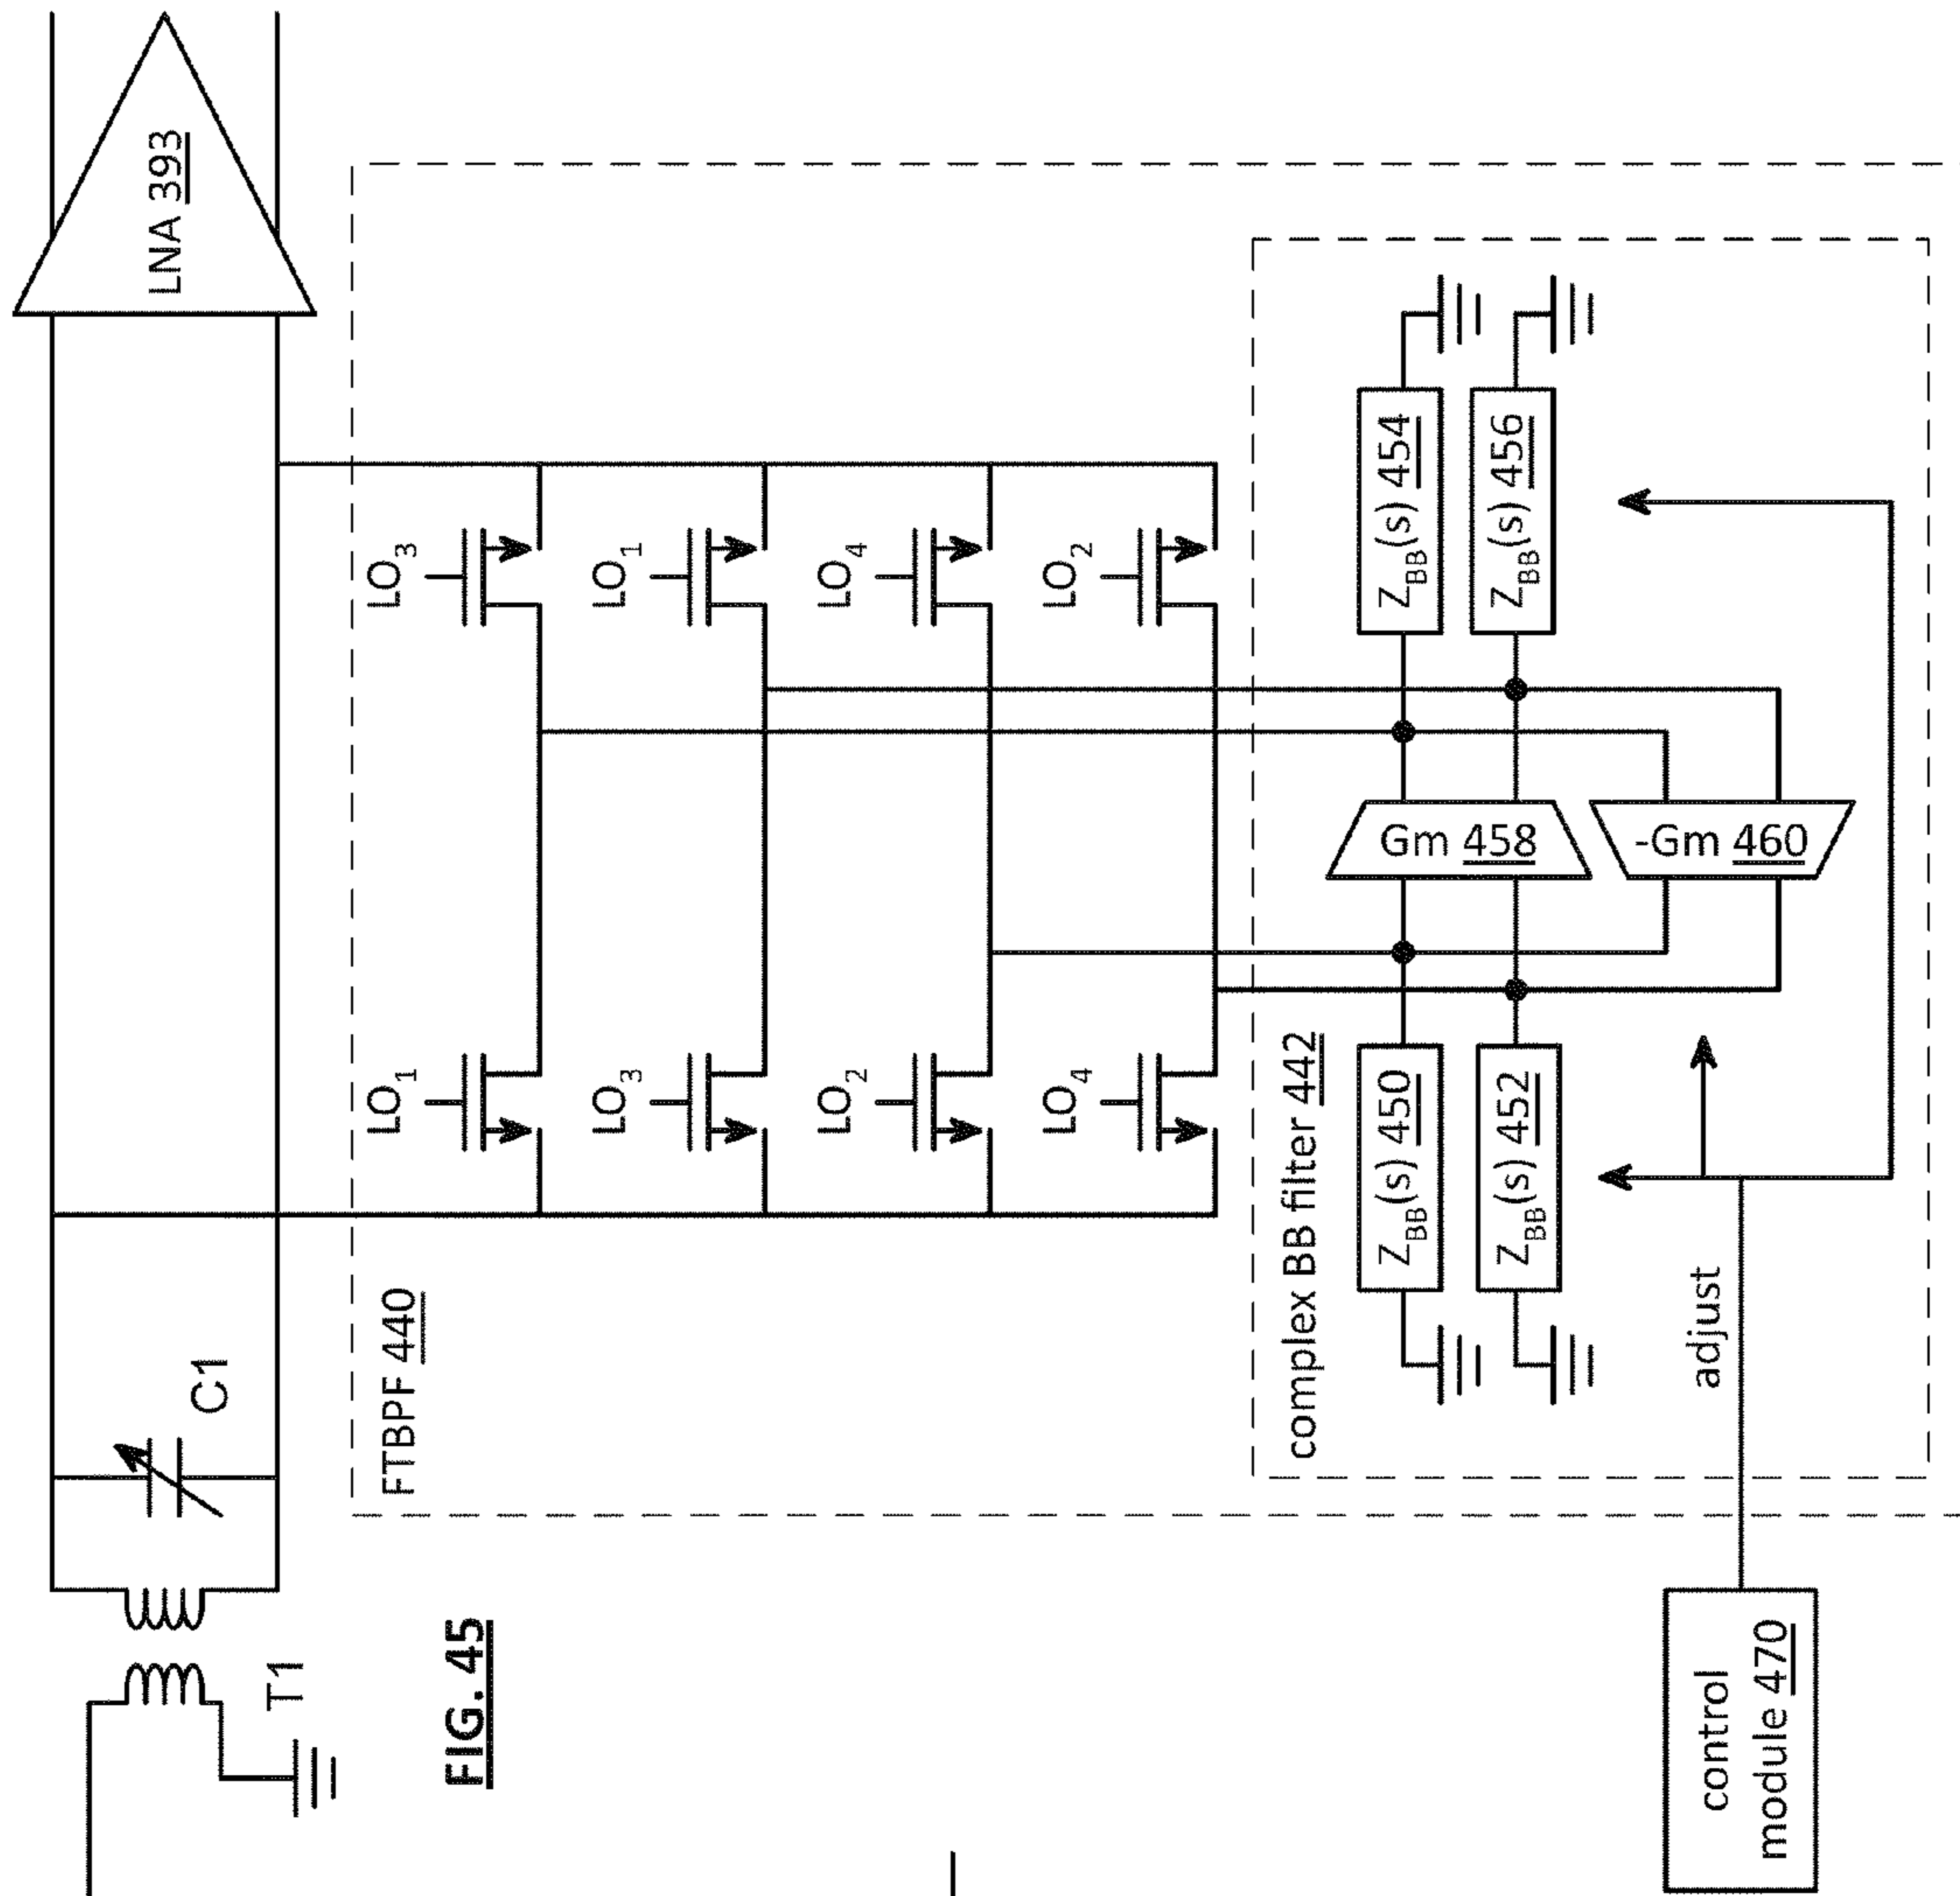 LNA 393
C1
T1
FIG. 45
FTBPF 440
LO1
LO3
LO3
LO1
LO2
LO4
LO4
LO2
complex BB filter 442
ZBB(s) 450
ZBB(s) 452
Gm 458
-Gm 460
ZBB(s) 454
ZBB(s) 456
adjust
control
module 470